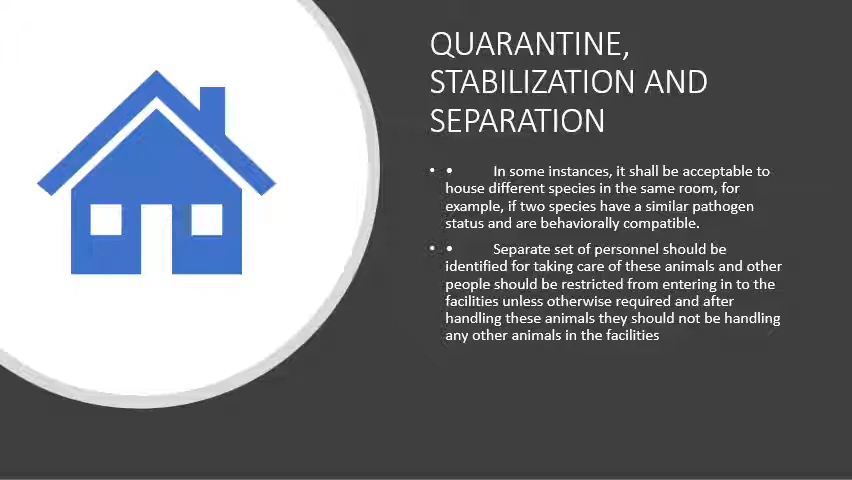 QUARANTINE,
STABILIZATION AND
SEPARATION
• • In some instances, it shall be acceptable to
house different species in the same room, for
example, if two species have a similar pathogen
status and are behaviorally compatible.
• • Separate set of personnel should be
identified for taking care of these animals and other
people should be restricted from entering in to the
facilities unless otherwise required and after
handling these animals they should not be handling
any other animals in the facilities